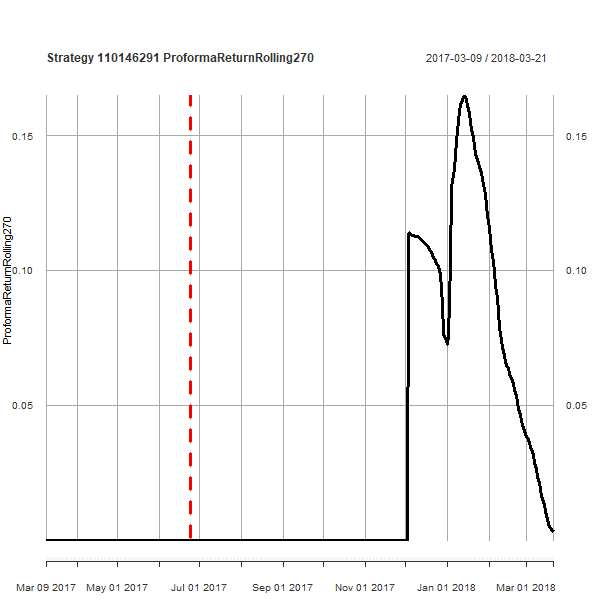 Strategy 110146291 ProformaReturnRolling270
2017-03-09 / 2018-03-21
0.15
0.15
0.10
0.10
0.05
0.05
ProformaReturnRolling270
Mar 09 2017
May 01 2017
Jul 01 2017
Sep 01 2017
Nov 01 2017
Jan 01 2018
Mar 01 2018